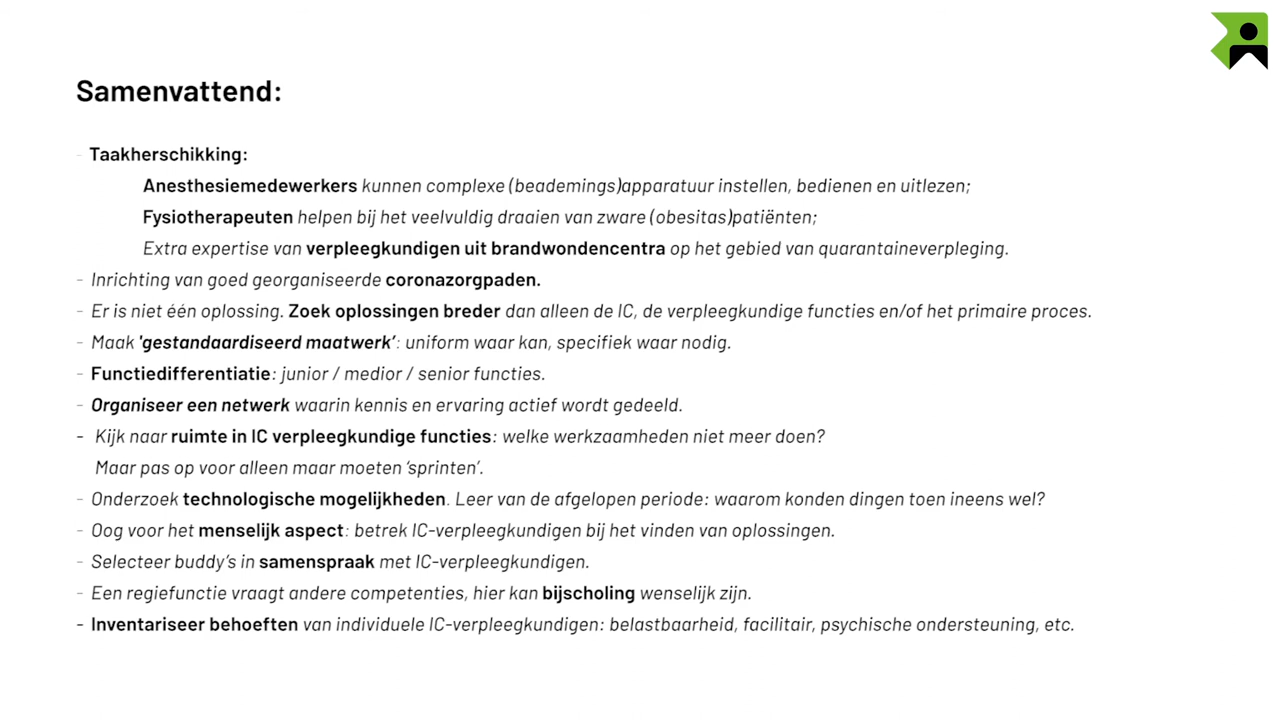 Samenvattend:
- Taakherschikking:
Anesthesiemedewerkers kunnen complexe (beademings)apparatuur instellen, bedienen en uitlezen;
Fysiotherapeuten helpen bij het veelvuldig draaien van zware (obesitas)patiënten;
Extra expertise van verpleegkundigen uit brandwondencentra op het gebied van quarantaineverpleging.
- Inrichting van goed georganiseerde coronazorgpaden.
- Er is niet één oplossing. Zoek oplossingen breder dan alleen de IC, de verpleegkundige functies en/of het primaire proces.
- Maak 'gestandaardiseerd maatwerk': uniform waar kan, specifiek waar nodig.
- Functiedifferentiatie: junior / medior / senior functies.
- Organiseer een netwerk waarin kennis en ervaring actief wordt gedeeld.
- Kijk naar ruimte in IC verpleegkundige functies: welke werkzaamheden niet meer doen?
Maar pas op voor alleen maar moeten 'sprinten'.
- Onderzoek technologische mogelijkheden. Leer van de afgelopen periode: waarom konden dingen toen ineens wel?
- Oog voor het menselijk aspect: betrek IC-verpleegkundigen bij het vinden van oplossingen.
- Selecteer buddy's in samenspraak met IC-verpleegkundigen.
- Een regiefunctie vraagt andere competenties, hier kan bijscholing wenselijk zijn.
- Inventariseer behoeften van individuele IC-verpleegkundigen: belastbaarheid, facilitair, psychische ondersteuning, etc.